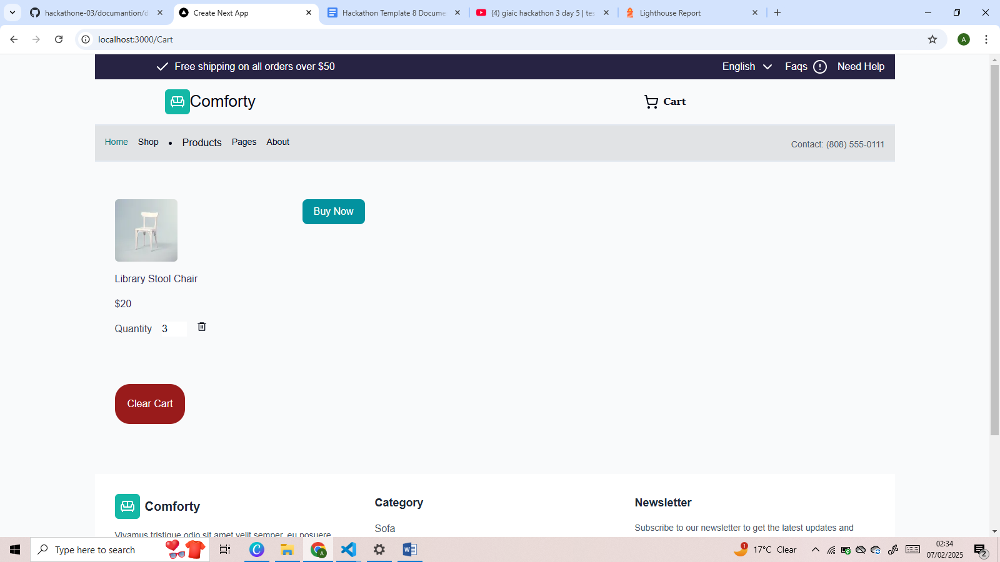 hackathone-03/documantion/d
Create Next App
Hackathon Template 8 Docume
(4) giaic hackathon 3 day 5 | tes
Lighthouse Report
localhost:3000/Cart
A
Free shipping on all orders over $50
English
Faqs
Need Help
Comforty
Cart
Home
Shop
Products
Pages
About
Contact: (808) 555-0111
Buy Now
Library Stool Chair
$20
Quantity 3
Clear Cart
Comforty
Category
Newsletter
Vivamus tristique odio sit amet velit semper, eu posuere
Sofa
Subscribe to our newsletter to get the latest updates and
Type here to search
1
17°C Clear
02:34
07/02/2025
2